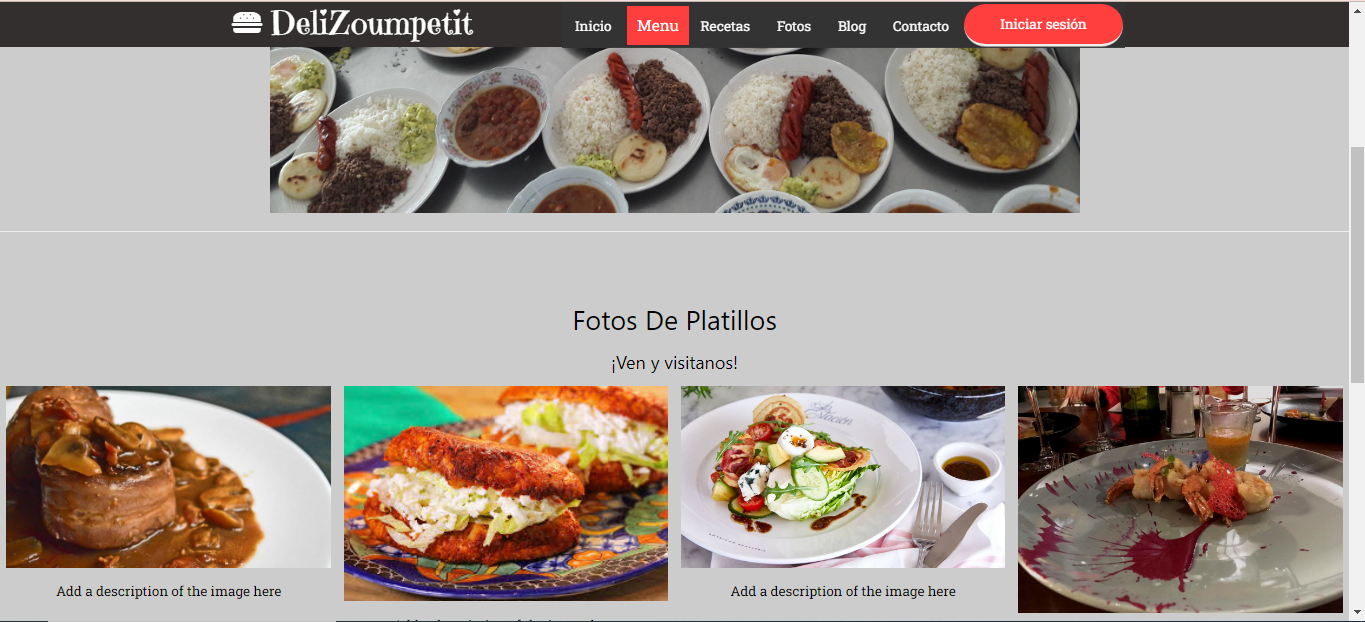 DeliZoumpetit
Inicio Menu Recetas Fotos Blog Contacto Iniciar sesión
Fotos De Platillos
¡Ven y visitanos!
Add a description of the image here
Add a description of the image here